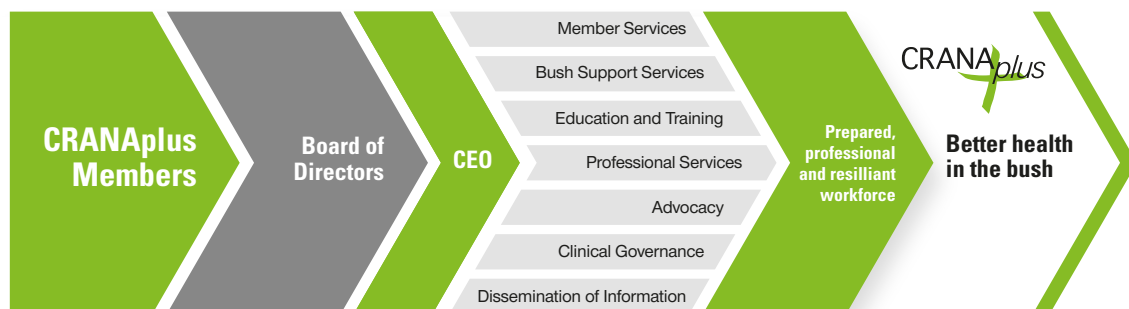 CRANAplus
Members
Board of
Directors
CEO
Member Services
Bush Support Services
Education and Training
Professional Services
Advocacy
Clinical Governance
Dissemination of Information
Prepared,
professional
and resilliant
workforce
CRANAplus
Better health
in the bush